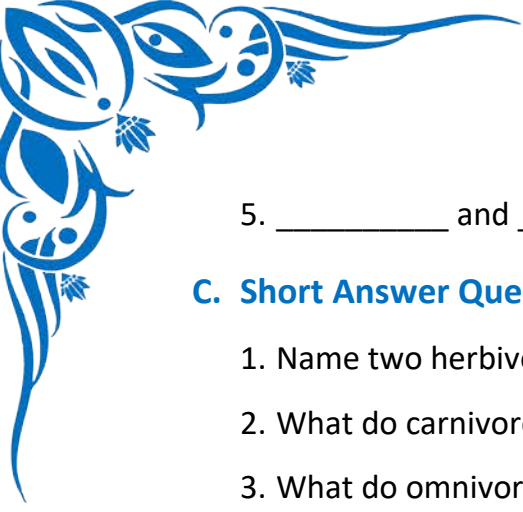 5. __________ and _
C. Short Answer Que
1. Name two herbiv
2. What do carnivor
3. What do omnivor